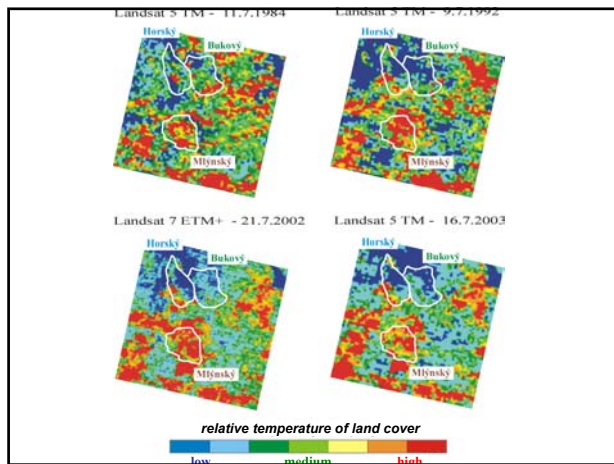 Landsat 5 TM - 11.7.1984
Landsat 5 TM - 9.7.1992
Horský
Bukový
Mlýnský
Horský
Bukový
Mlýnský
Landsat 7 ETM+ - 21.7.2002
Landsat 5 TM - 16.7.2003
Horský
Bukový
Mlýnský
Horský
Bukový
Mlýnský
relative temperature of land cover
low medium high